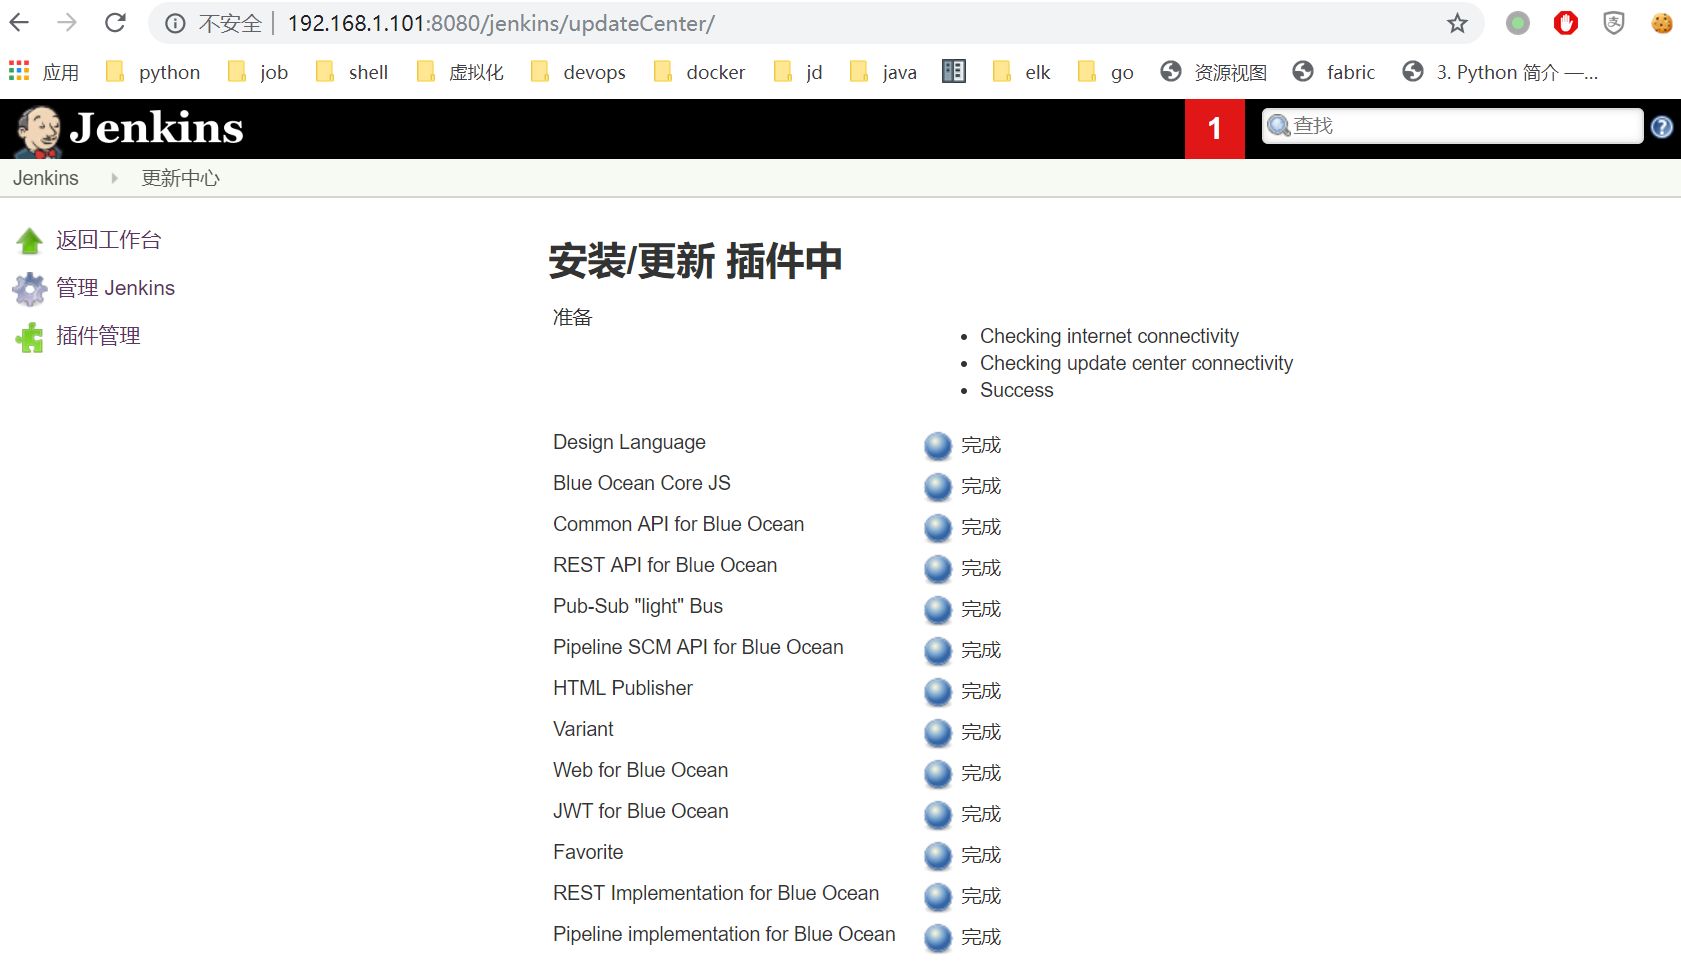 不安全 | 192.168.1.101:8080/jenkins/updateCenter/
应用 python job shell 虚拟化 devops docker jd java elk go 资源视图 fabric 3. Python 简介 —...
Jenkins 1 查找
Jenkins 更新中心
返回工作台
管理 Jenkins
插件管理
安装/更新 插件中
准备
Checking internet connectivity
Checking update center connectivity
Success
Design Language 完成
Blue Ocean Core JS 完成
Common API for Blue Ocean 完成
REST API for Blue Ocean 完成
Pub-Sub "light" Bus 完成
Pipeline SCM API for Blue Ocean 完成
HTML Publisher 完成
Variant 完成
Web for Blue Ocean 完成
JWT for Blue Ocean 完成
Favorite 完成
REST Implementation for Blue Ocean 完成
Pipeline implementation for Blue Ocean 完成